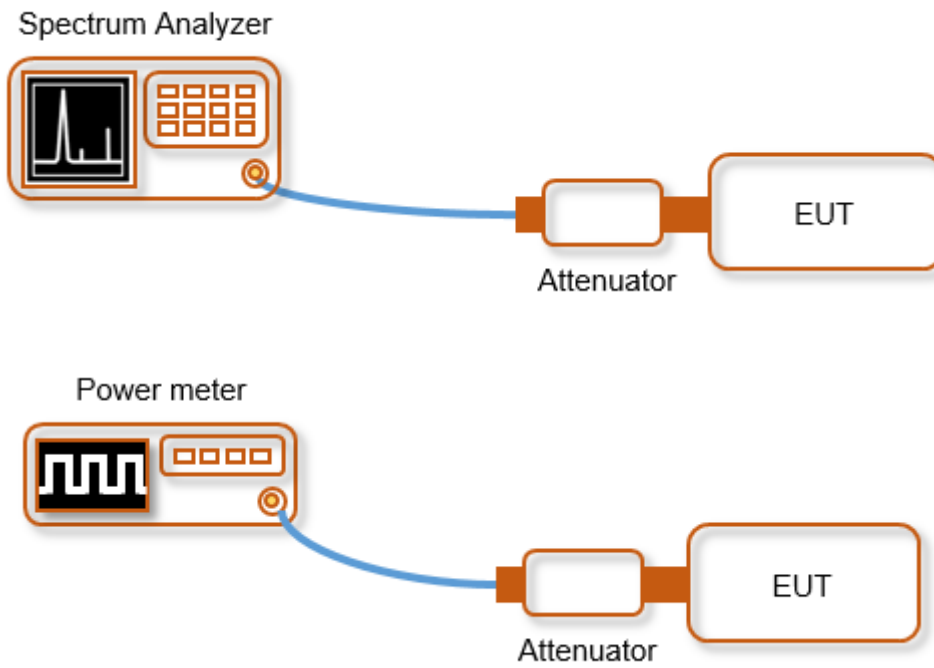 Spectrum Analyzer
EUT
Attenuator
Power meter
EUT
Attenuator